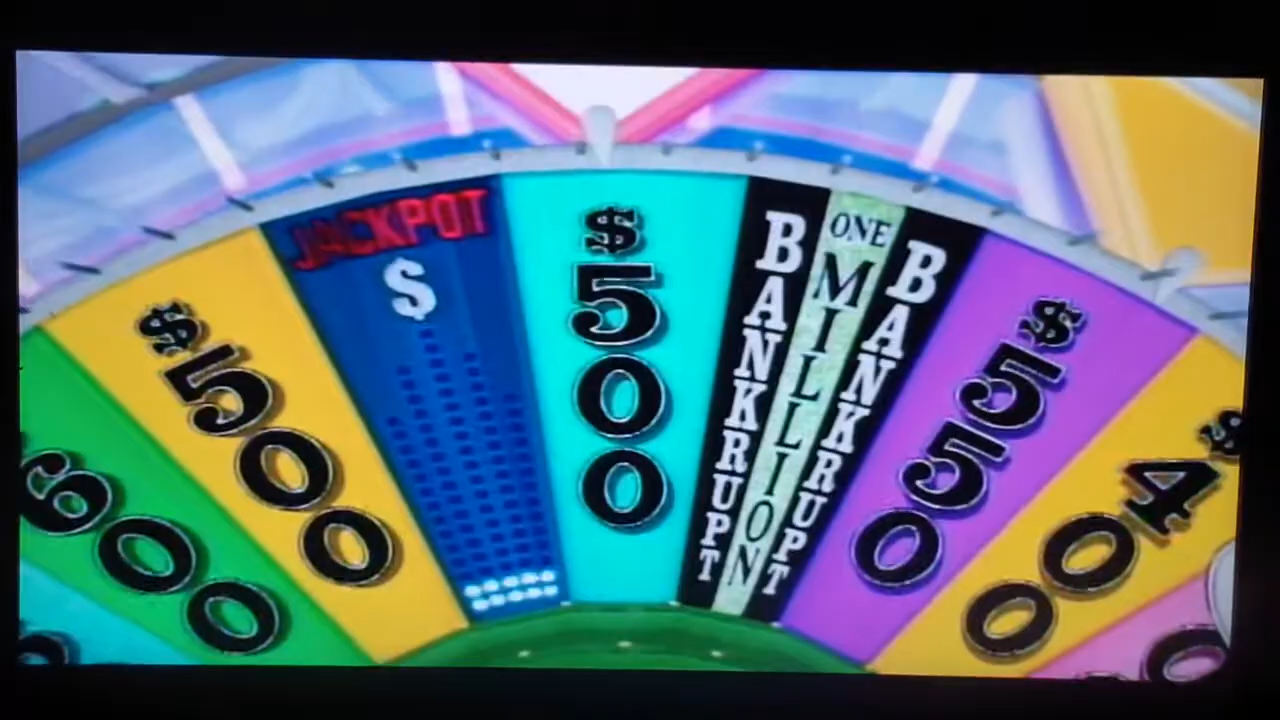 600
$500
JACKPOT
$
$500
BANKRUPT
ONE
MILLION
BANKRUPT
$550
$400